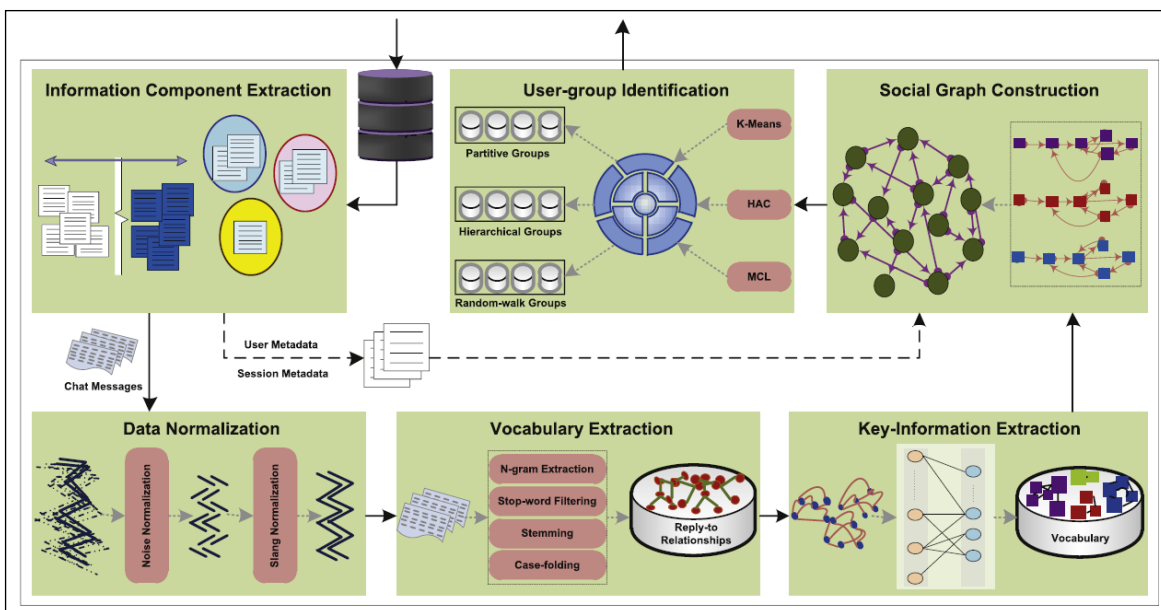 Information Component Extraction
User-group Identification
Partitive Groups
Hierarchical Groups
Random-walk Groups
K-Means
HAC
MCL
Social Graph Construction
Chat Messages
User Metadata
Session Metadata
Data Normalization
Noise Normalization
Slang Normalization
Vocabulary Extraction
N-gram Extraction
Stop-word Filtering
Stemming
Case-folding
Reply-to
Relationships
Key-Information Extraction
Vocabulary